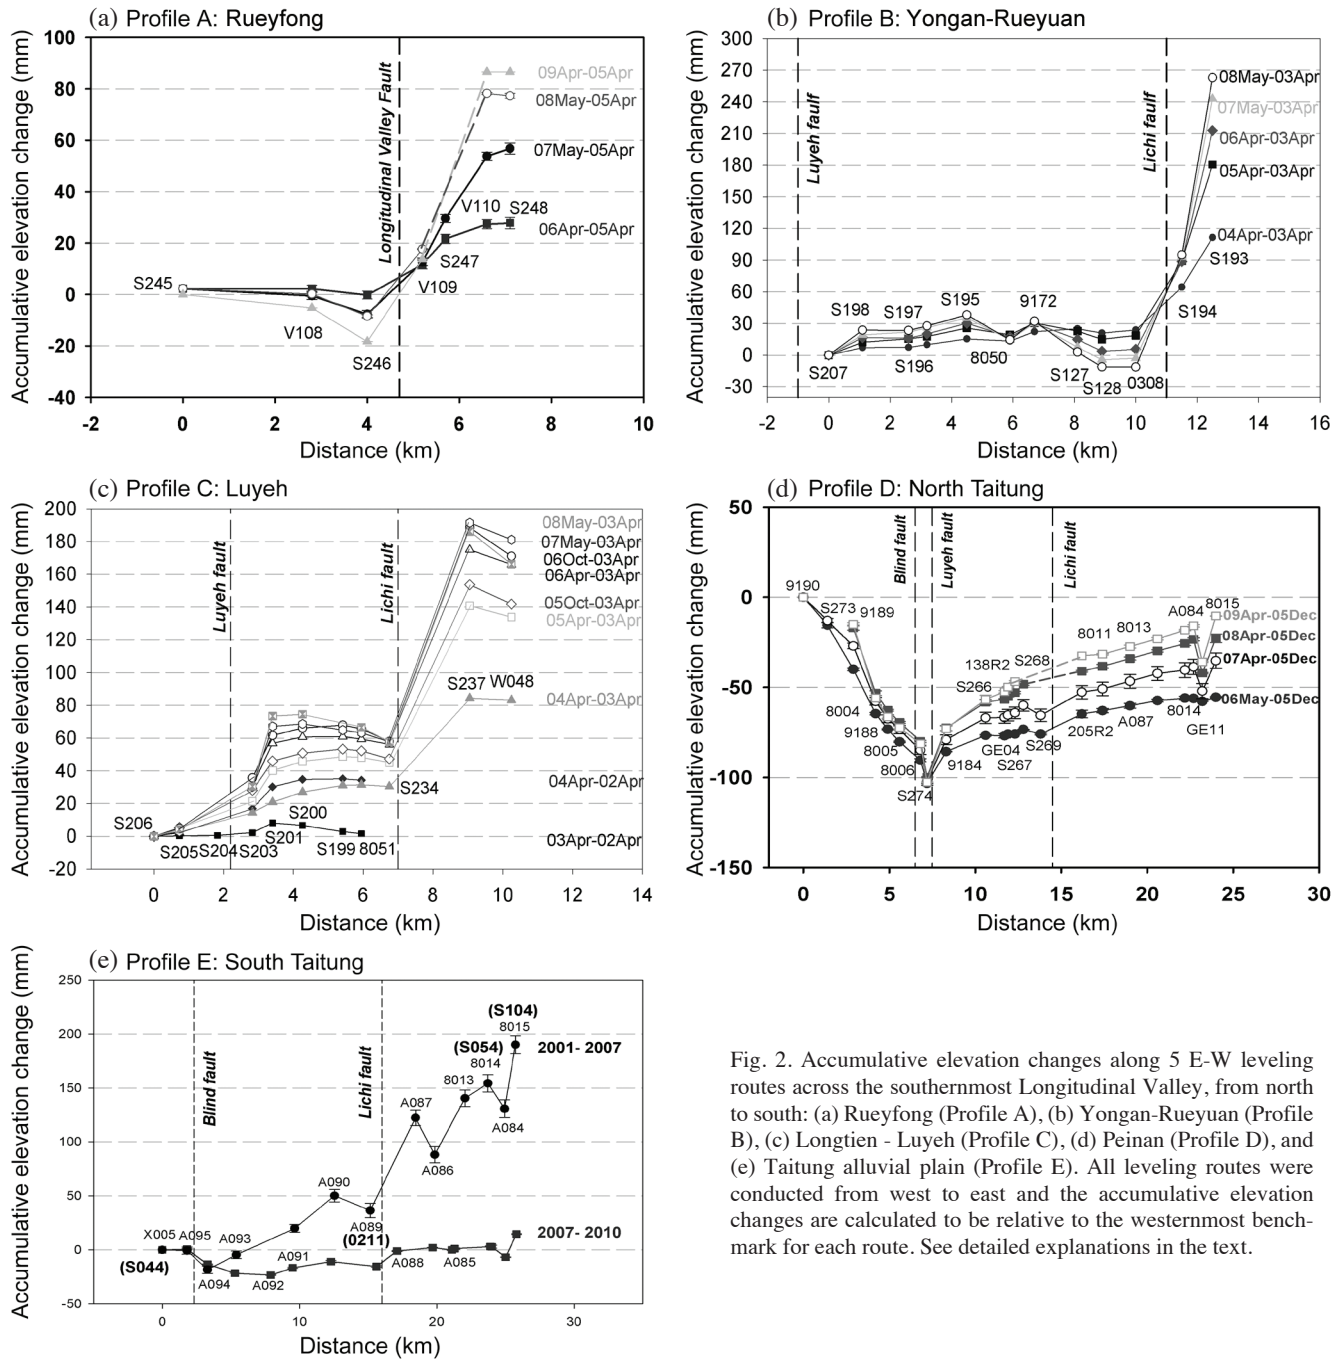 (a) Profile A: Rueyfong
Accumulative elevation change (mm)
100
80
60
40
20
0
-20
-40
-2
0
2
4
6
8
10
Distance (km)
Longitudinal Valley Fault
09Apr-05Apr
08May-05Apr
07May-05Apr
06Apr-05Apr
S245
V108
S246
V109
S247
V110
S248
(b) Profile B: Yongan-Rueyuan
Accumulative elevation change (mm)
300
270
240
210
180
150
120
90
60
30
0
-30
-2
0
2
4
6
8
10
12
14
16
Distance (km)
Luyeh faulf
Lichi faulf
08May-03Apr
07May-03Apr
06Apr-03Apr
05Apr-03Apr
04Apr-03Apr
S193
S194
S198
S197
S195
9172
S207
S196
8050
S127
S128
0308
(c) Profile C: Luyeh
Accumulative elevation change (mm)
200
180
160
140
120
100
80
60
40
20
0
-20
0
2
4
6
8
10
12
14
Distance (km)
Luyeh fault
Lichi fault
08May-03Apr
07May-03Apr
06Oct-03Apr
06Apr-03Apr
05Oct-03Apr
05Apr-03Apr
04Apr-03Apr
04Apr-02Apr
03Apr-02Apr
S237 W048
S234
S206
S205
S204
S203
S201
S200
S199
8051
(d) Profile D: North Taitung
Accumulative elevation change (mm)
50
0
-50
-100
-150
0
5
10
15
20
25
30
Distance (km)
Blind fault
Luyeh fault
Lichi fault
9190
S273
9189
8004
9188
8005
8006
S274
9184
S266
138R2
S268
GE04
S267
S269
8011
8013
A084
8015
205R2
A087
8014
GE11
09Apr-05Dec
08Apr-05Dec
07Apr-05Dec
06May-05Dec
(e) Profile E: South Taitung
Accumulative elevation change (mm)
250
200
150
100
50
0
-50
0
10
20
30
Distance (km)
Blind fault
Lichi fault
(S104)
8015
(S054)
8014
8013
2001- 2007
A087
A084
A086
A090
A089
(0211)
X005
A095
A093
(S044)
A094
A092
A091
A088
A085
2007- 2010
Fig. 2. Accumulative elevation changes along 5 E-W leveling
routes across the southernmost Longitudinal Valley, from north
to south: (a) Rueyfong (Profile A), (b) Yongan-Rueyuan (Profile
B), (c) Longtien - Luyeh (Profile C), (d) Peinan (Profile D), and
(e) Taitung alluvial plain (Profile E). All leveling routes were
conducted from west to east and the accumulative elevation
changes are calculated to be relative to the westernmost bench-
mark for each route. See detailed explanations in the text.